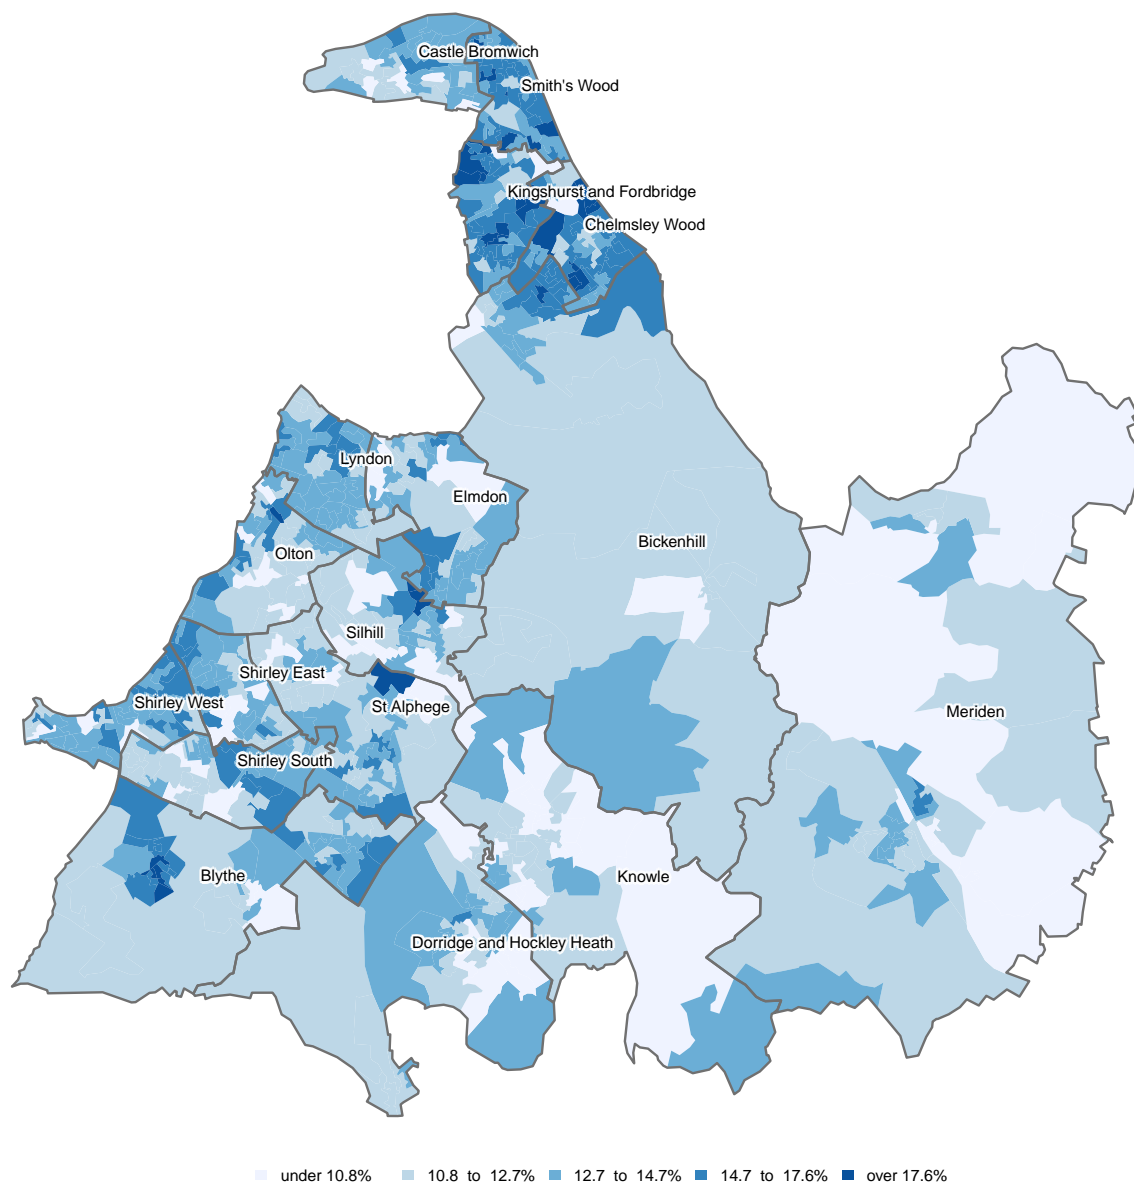 Castle Bromwich
Smith's Wood
Kingshurst and Fordbridge
Chelmsley Wood
Lyndon
Elmdon
Bickenhill
Olton
Silhill
Shirley East
Shirley West
St Alphege
Meriden
Shirley South
Blythe
Knowle
Dorridge and Hockley Heath
under 10.8% 10.8 to 12.7% 12.7 to 14.7% 14.7 to 17.6% over 17.6%